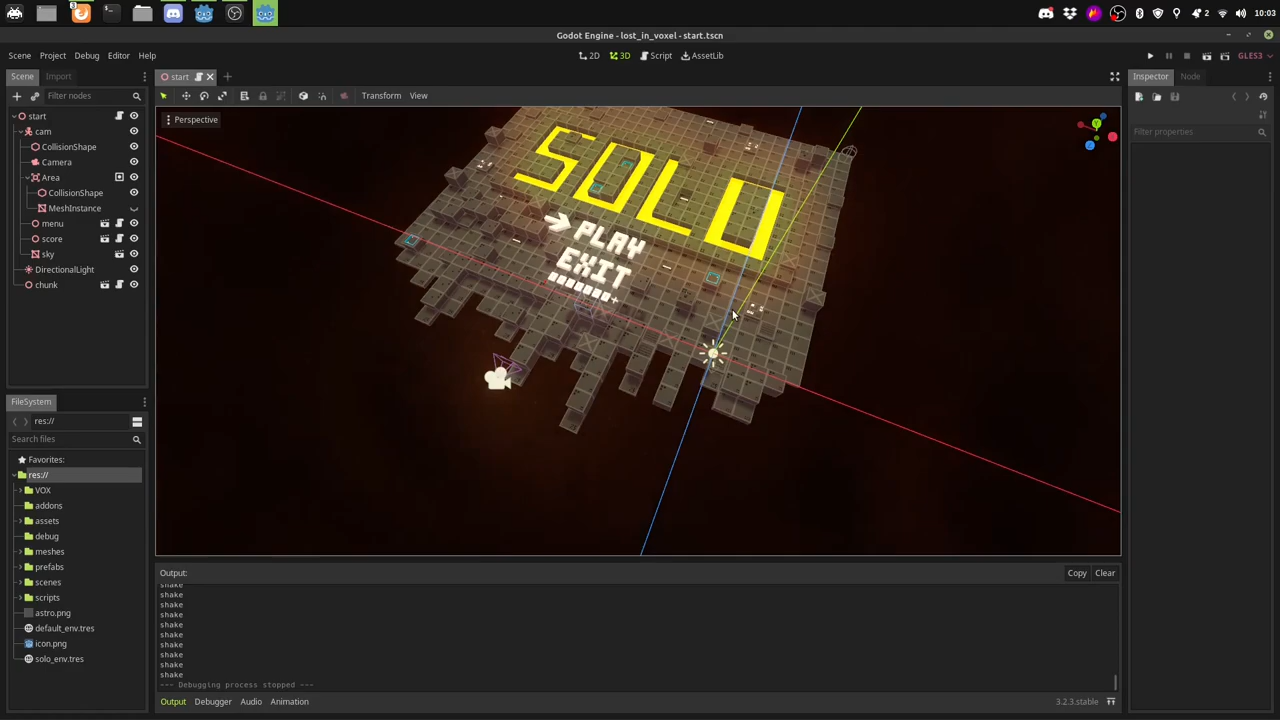 3
2
10:03
Godot Engine - lost_in_voxel - start.tscn
Scene Project Debug Editor Help
2D 3D Script AssetLib
GLES3
Scene Import
start
Inspector Node
Filter nodes
Transform View
start
Perspective
Filter properties
cam
CollisionShape
Camera
Area
CollisionShape
MeshInstance
menu
score
sky
DirectionalLight
chunk
SOLO
PLAY
EXIT
FileSystem
res://
Search files
Favorites:
res://
VOX
addons
assets
debug
meshes
prefabs
scenes
scripts
astro.png
default_env.tres
icon.png
solo_env.tres
Output:
Copy Clear
shake
shake
shake
shake
shake
shake
shake
shake
shake
shake
--- Debugging process stopped ---
Output Debugger Audio Animation
3.2.3.stable